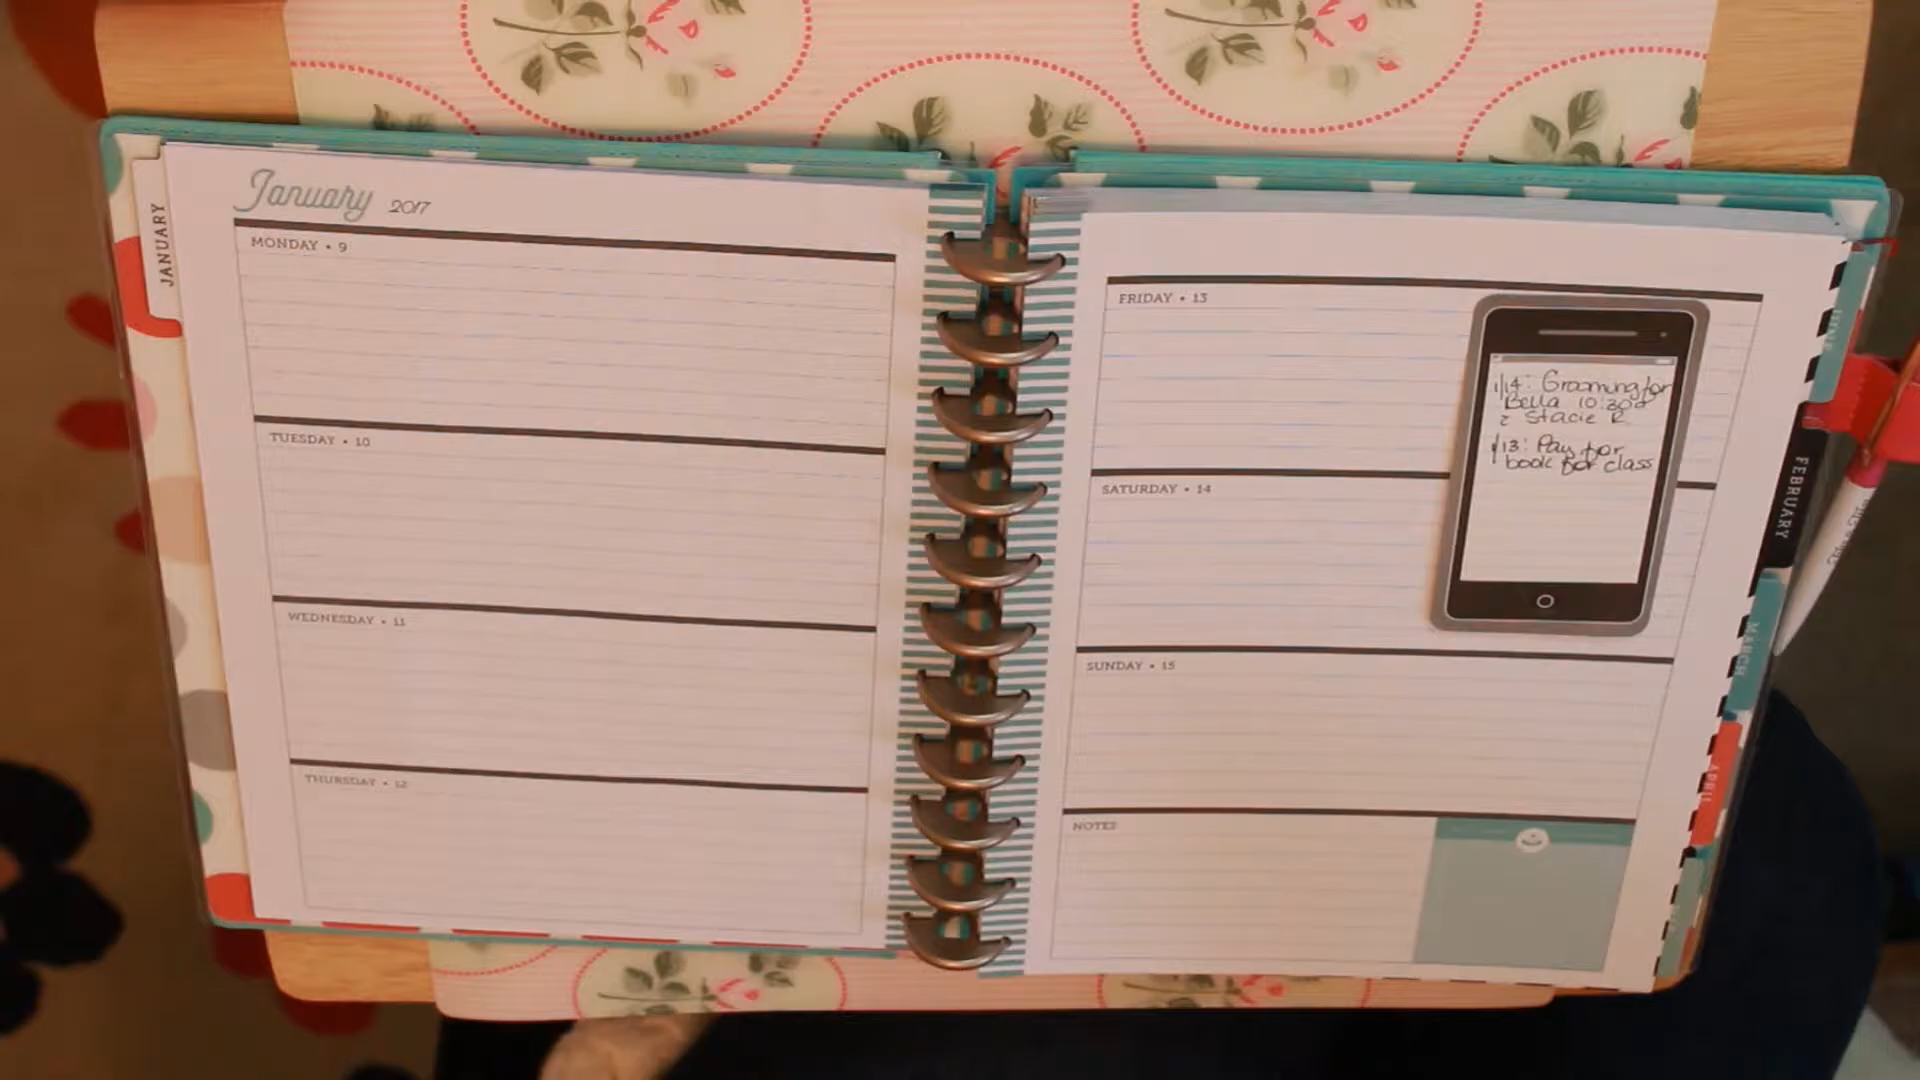 January 2017
JANUARY
MONDAY • 9
TUESDAY • 10
WEDNESDAY • 11
THURSDAY • 12
FRIDAY • 13
1/14: Grooming for
Bella 10:30a
Stacie R
1/13: Pay for
book for class
SATURDAY • 14
SUNDAY • 15
NOTES
FEBRUARY
MARCH
APRIL